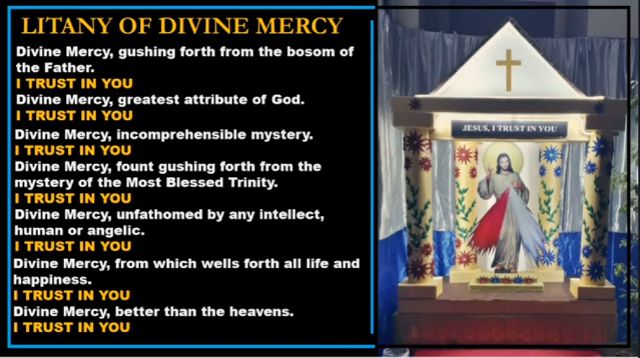 LITANY OF DIVINE MERCY
Divine Mercy, gushing forth from the bosom of
the Father.
I TRUST IN YOU
Divine Mercy, greatest attribute of God.
I TRUST IN YOU
Divine Mercy, incomprehensible mystery.
I TRUST IN YOU
Divine Mercy, fount gushing forth from the
mystery of the Most Blessed Trinity.
I TRUST IN YOU
Divine Mercy, unfathomed by any intellect,
human or angelic.
I TRUST IN YOU
Divine Mercy, from which wells forth all life and
happiness.
I TRUST IN YOU
Divine Mercy, better than the heavens.
I TRUST IN YOU
JESUS, I TRUST IN YOU